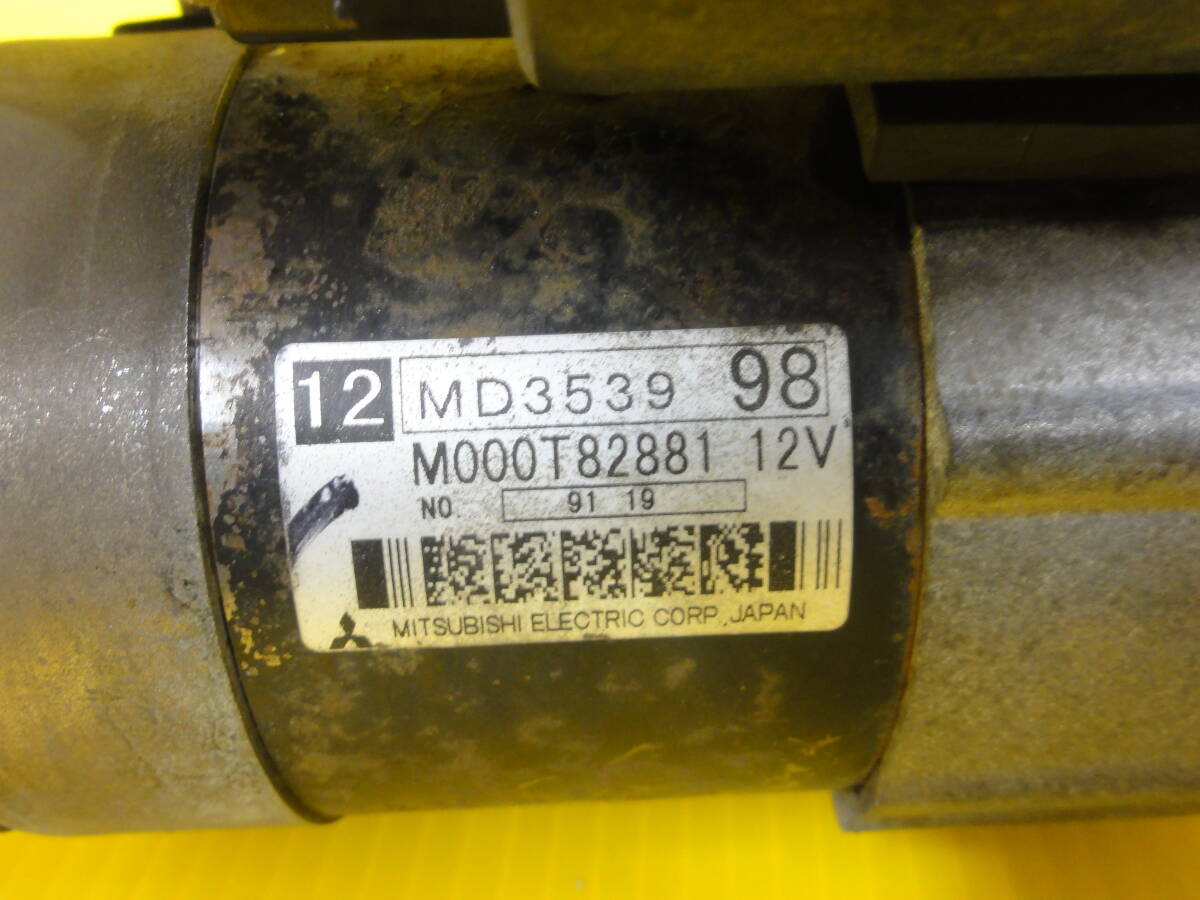 12 MD3539 98
M000T82881 12V
NO. 91 19
MITSUBISHI ELECTRIC CORP., JAPAN